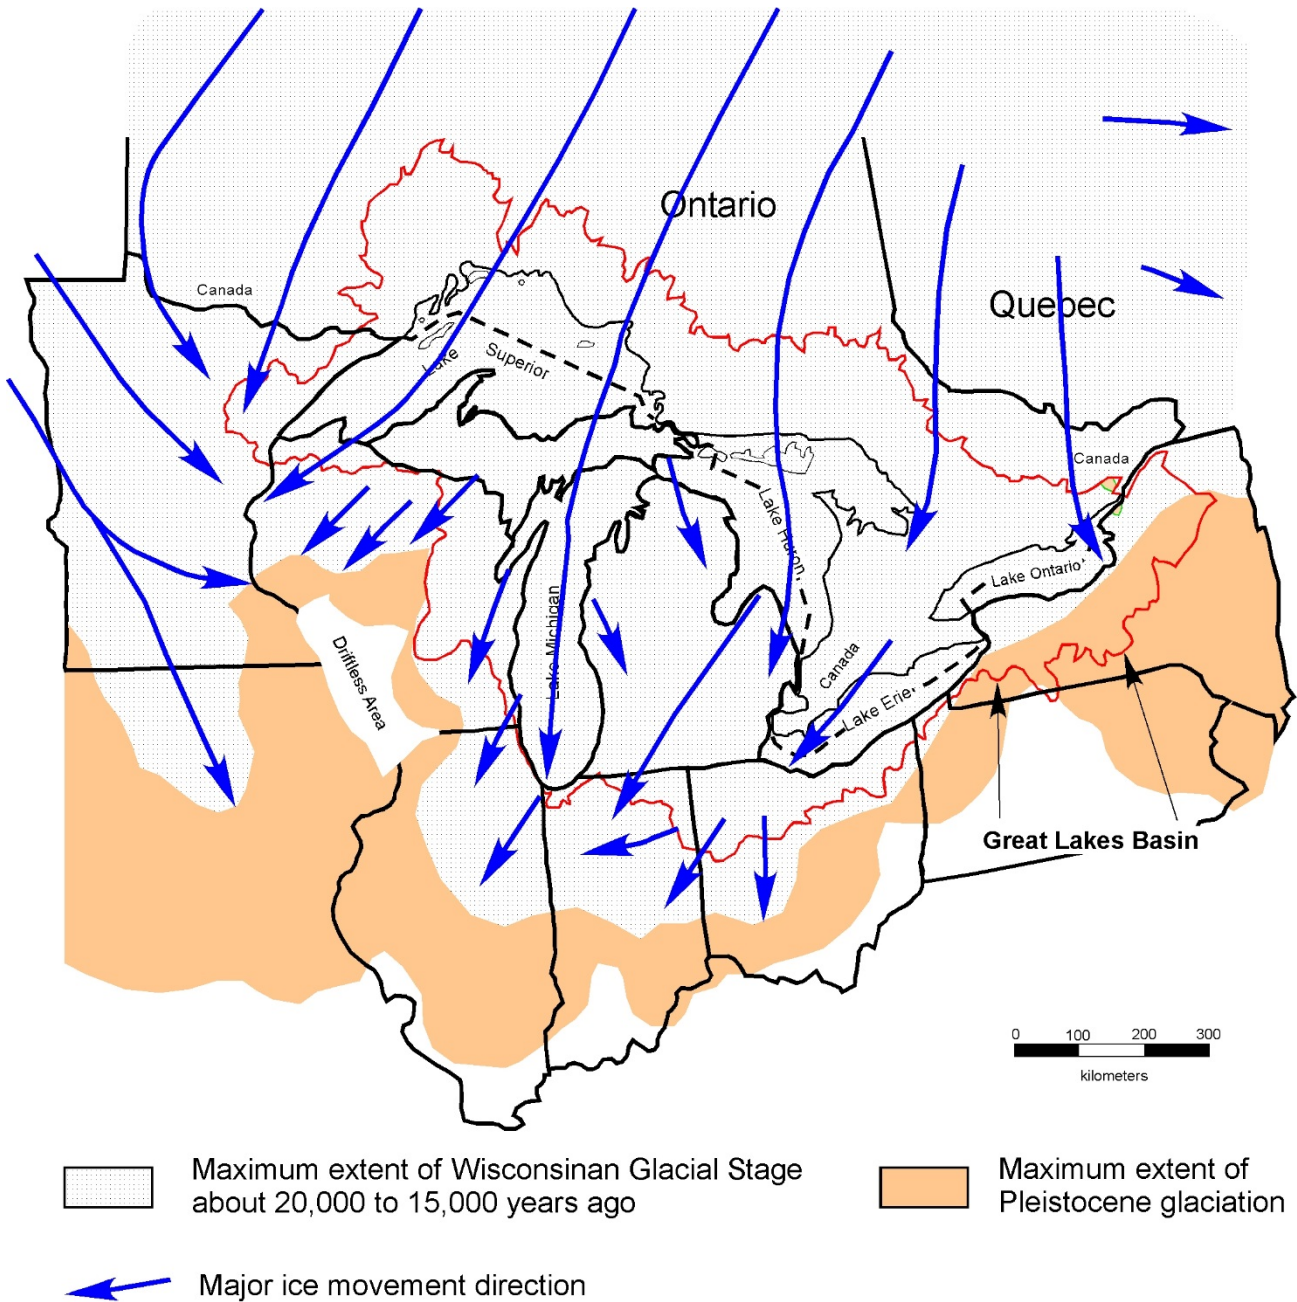 Ontario
Quebec
Canada
Lake
Superior
Canada
Lake Huron
Lake Ontario
Lake Michigan
Driftless Area
Canada
Lake Erie
Great Lakes Basin
0 100 200 300
kilometers
Maximum extent of Wisconsinan Glacial Stage
about 20,000 to 15,000 years ago
Maximum extent of
Pleistocene glaciation
Major ice movement direction